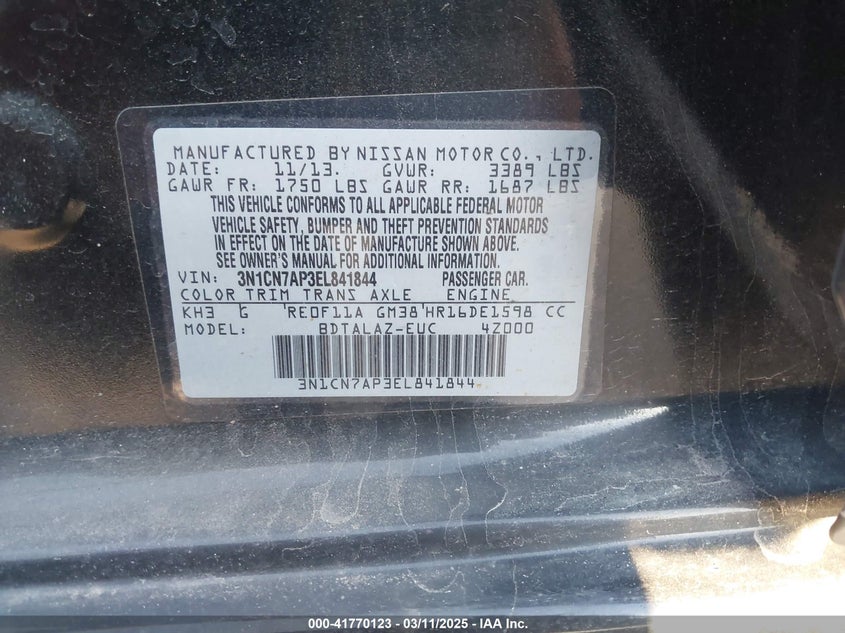 MANUFACTURED BY NISSAN MOTOR CO., LTD.
DATE: 11/13. GVWR: 3389 LBS
GAWR FR: 1750 LBS GAWR RR: 1687 LBS
THIS VEHICLE CONFORMS TO ALL APPLICABLE FEDERAL MOTOR
VEHICLE SAFETY, BUMPER AND THEFT PREVENTION STANDARDS
IN EFFECT ON THE DATE OF MANUFACTURE SHOWN ABOVE.
SEE OWNER'S MANUAL FOR ADDITIONAL INFORMATION.
VIN: 3N1CN7AP3EL841844 PASSENGER CAR.
COLOR TRIM TRANS AXLE ENGINE
KH3 G RE0F11A GM38 HR16DE1598 CC
MODEL: BDTALAZ-EUC 4Z000
3N1CN7AP3EL841844
000-41770123 | 03/11/2025 - IAA Inc.